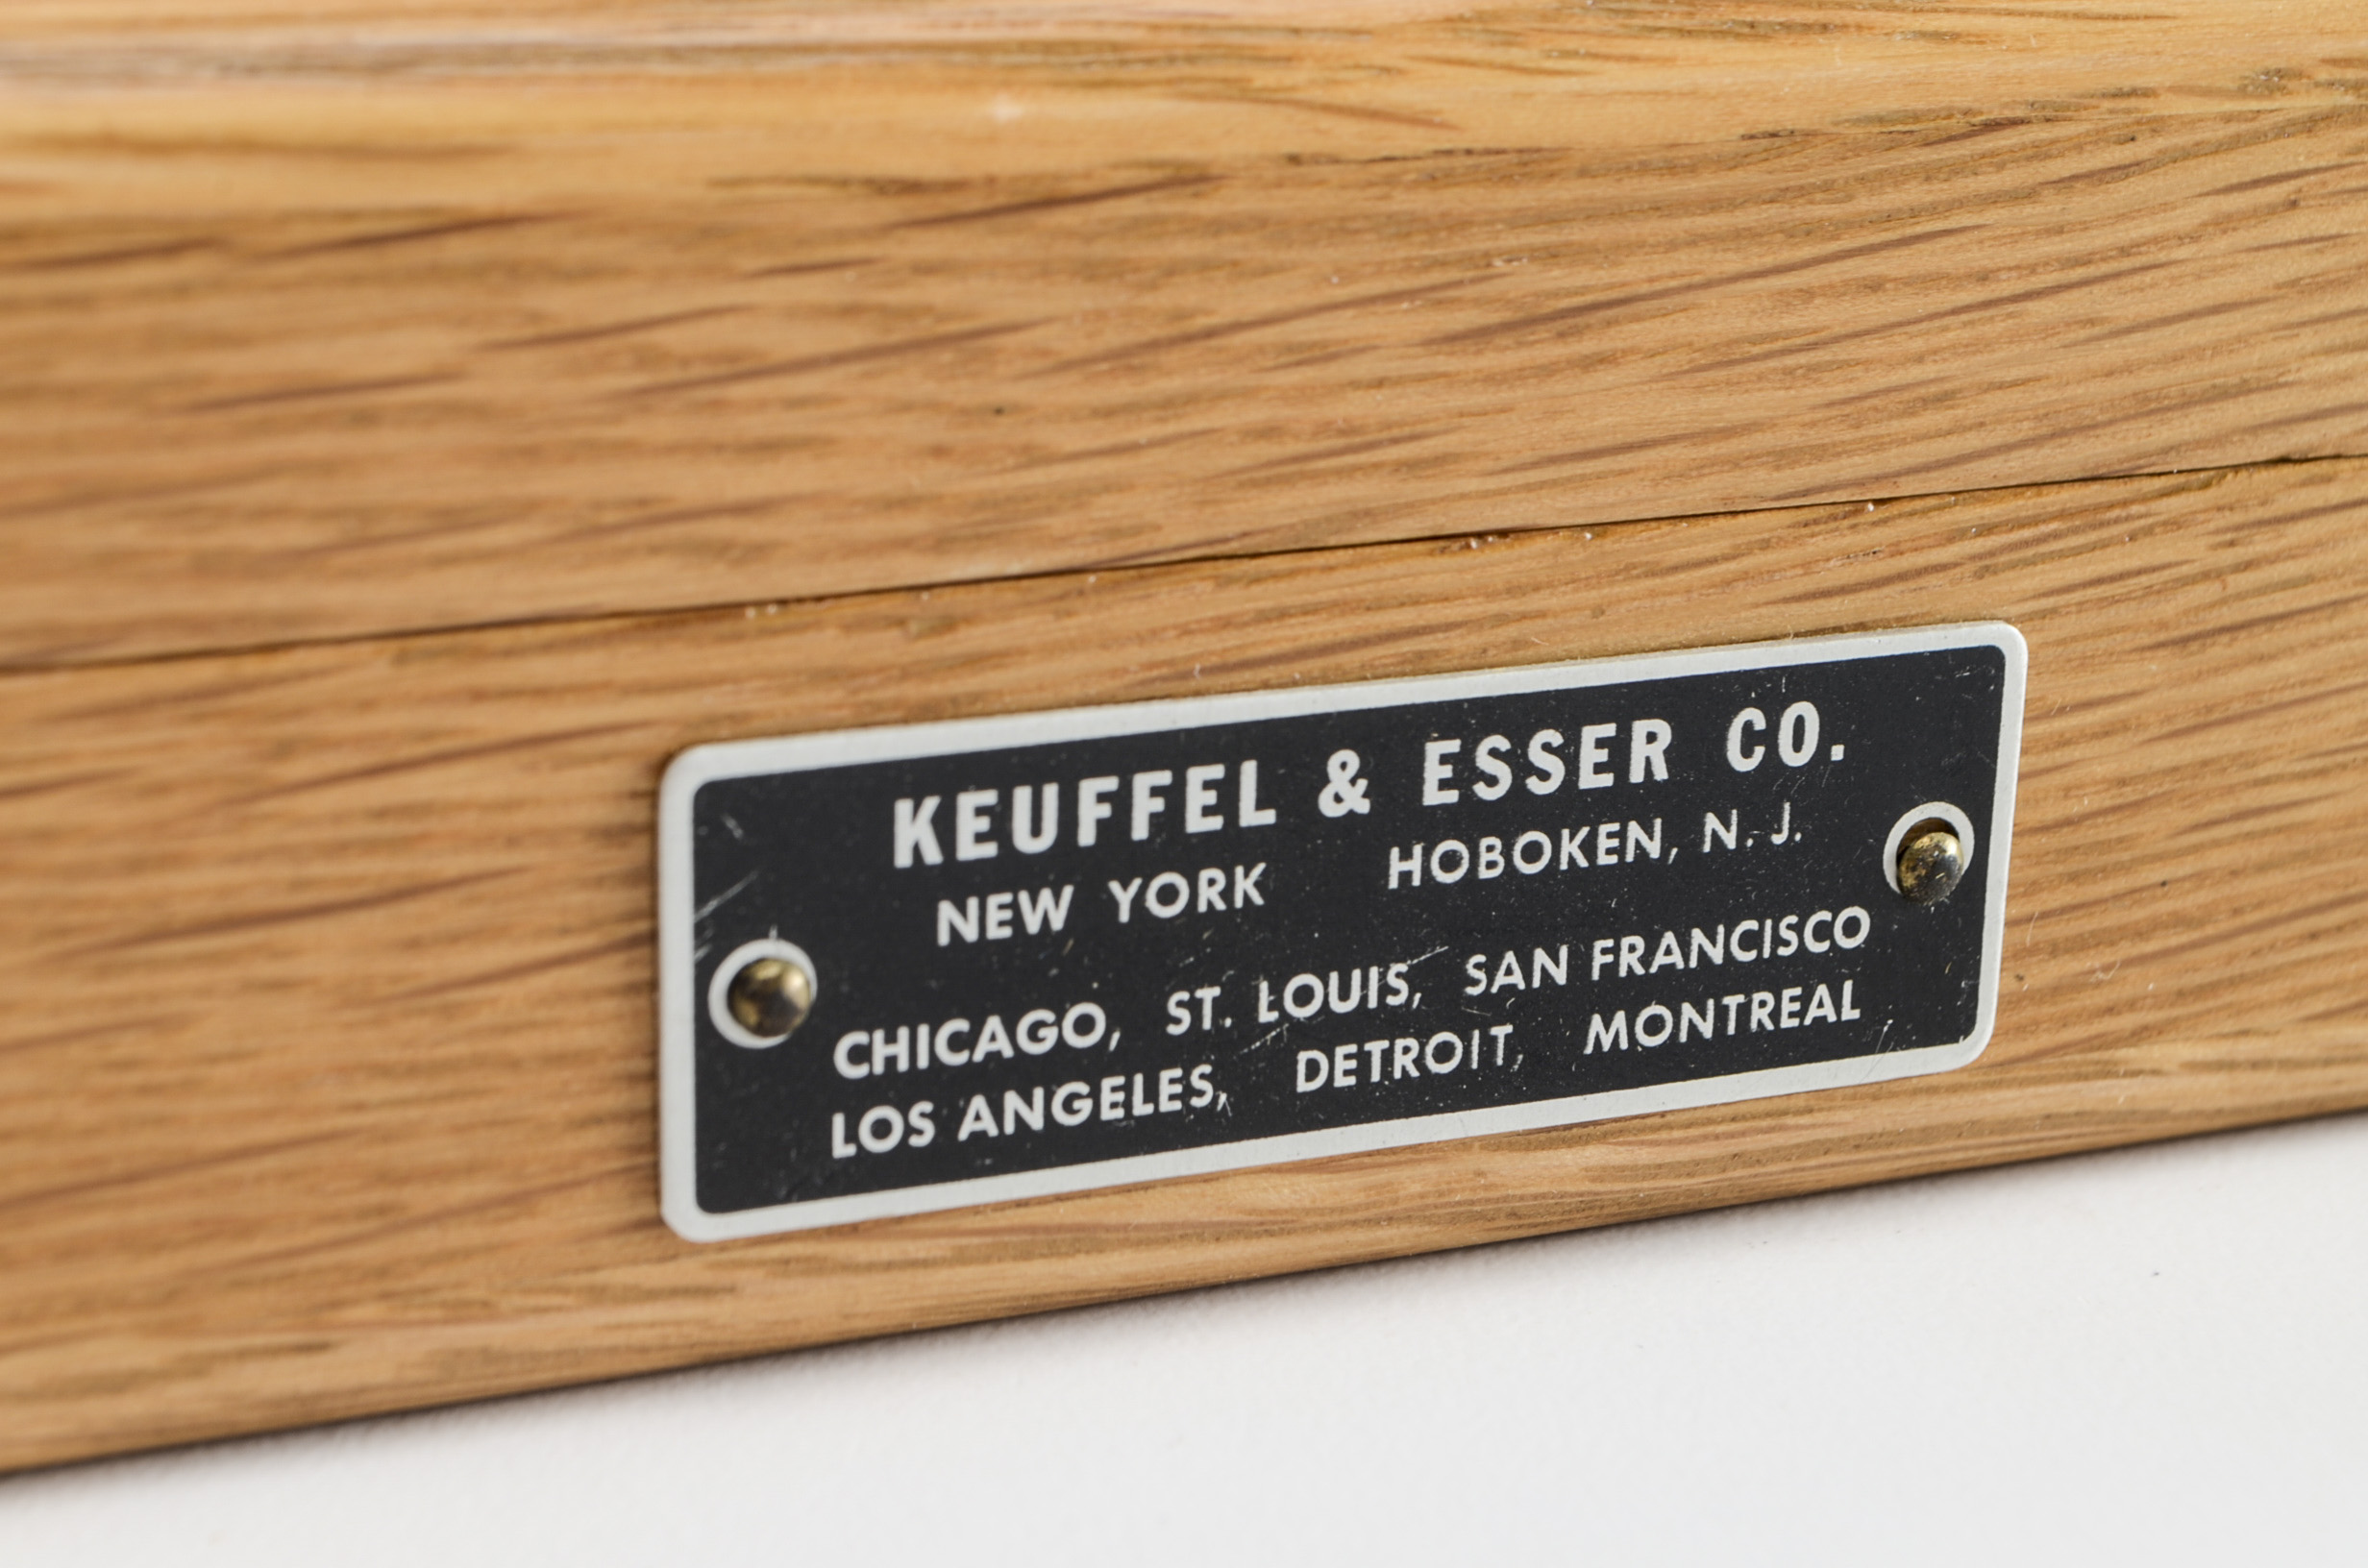 KEUFFEL & ESSER CO.
NEW YORK HOBOKEN, N. J.
CHICAGO, ST. LOUIS, SAN FRANCISCO
LOS ANGELES, DETROIT, MONTREAL